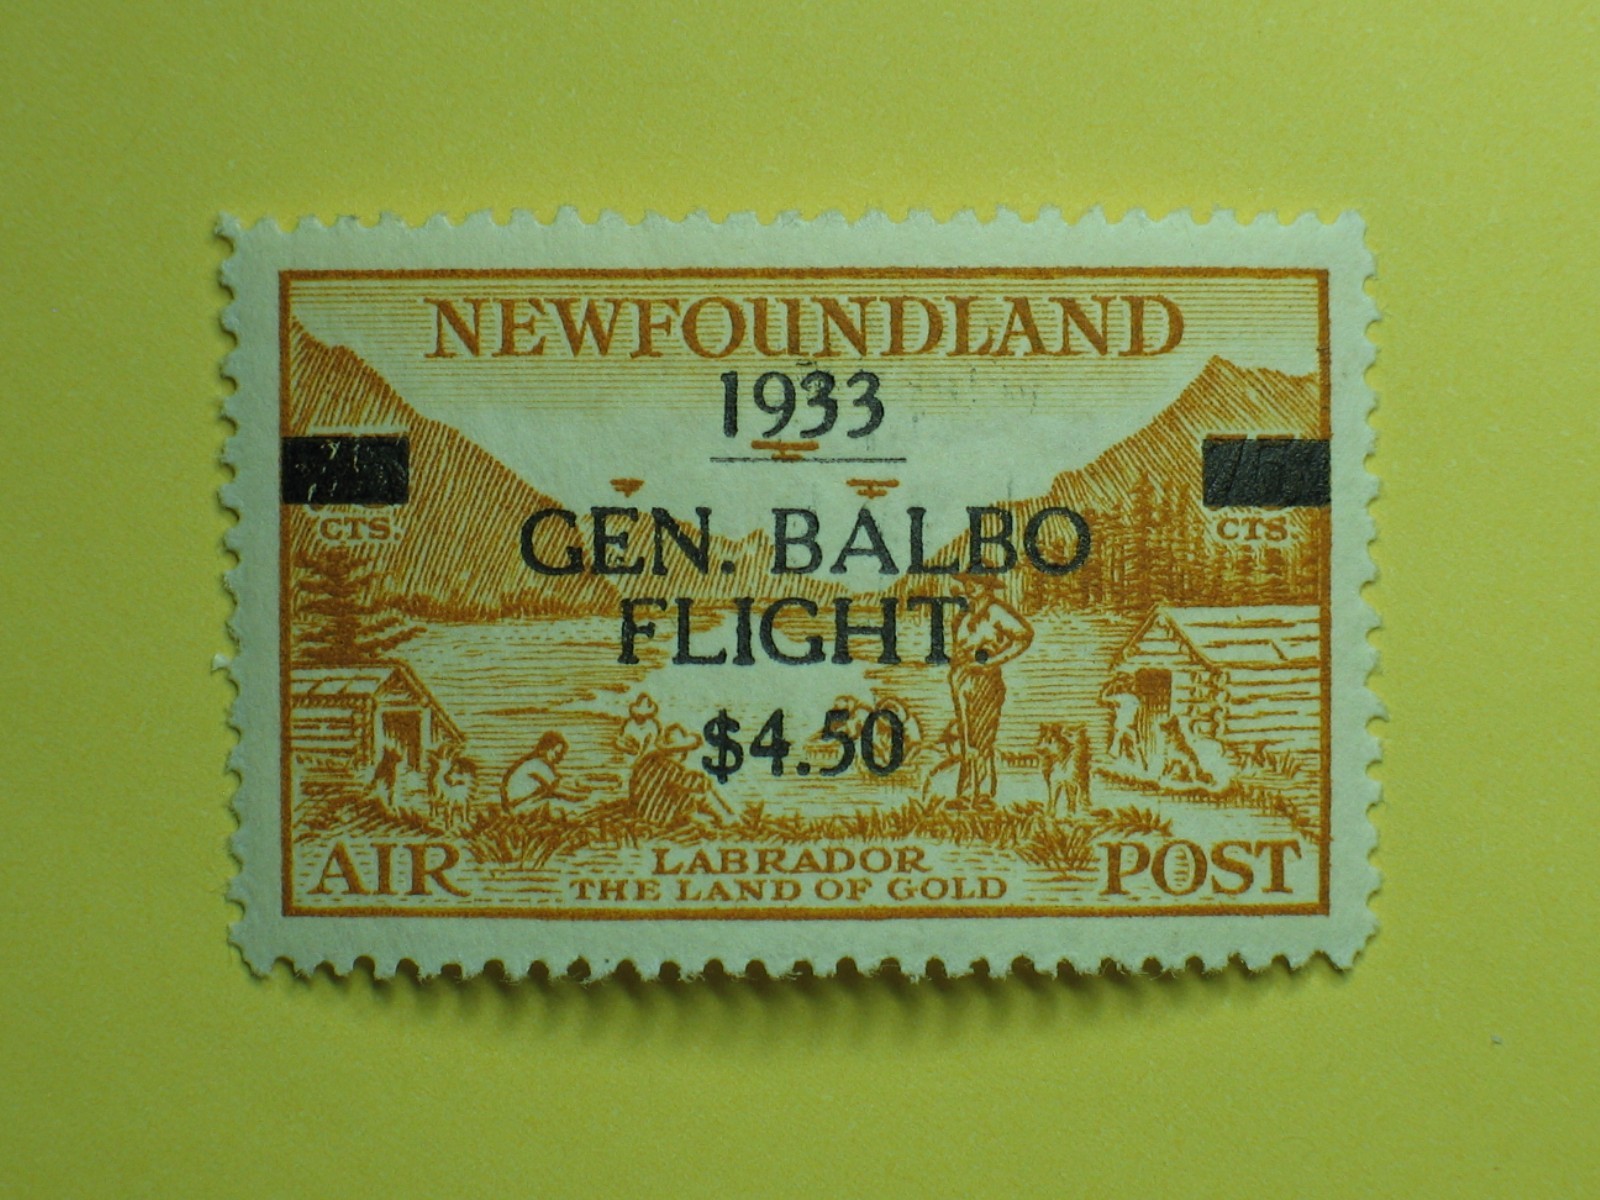 NEWFOUNDLAND
1933
GEN. BALBO
FLIGHT.
$4.50
CTS.
CTS.
LABRADOR
THE LAND OF GOLD
AIR POST